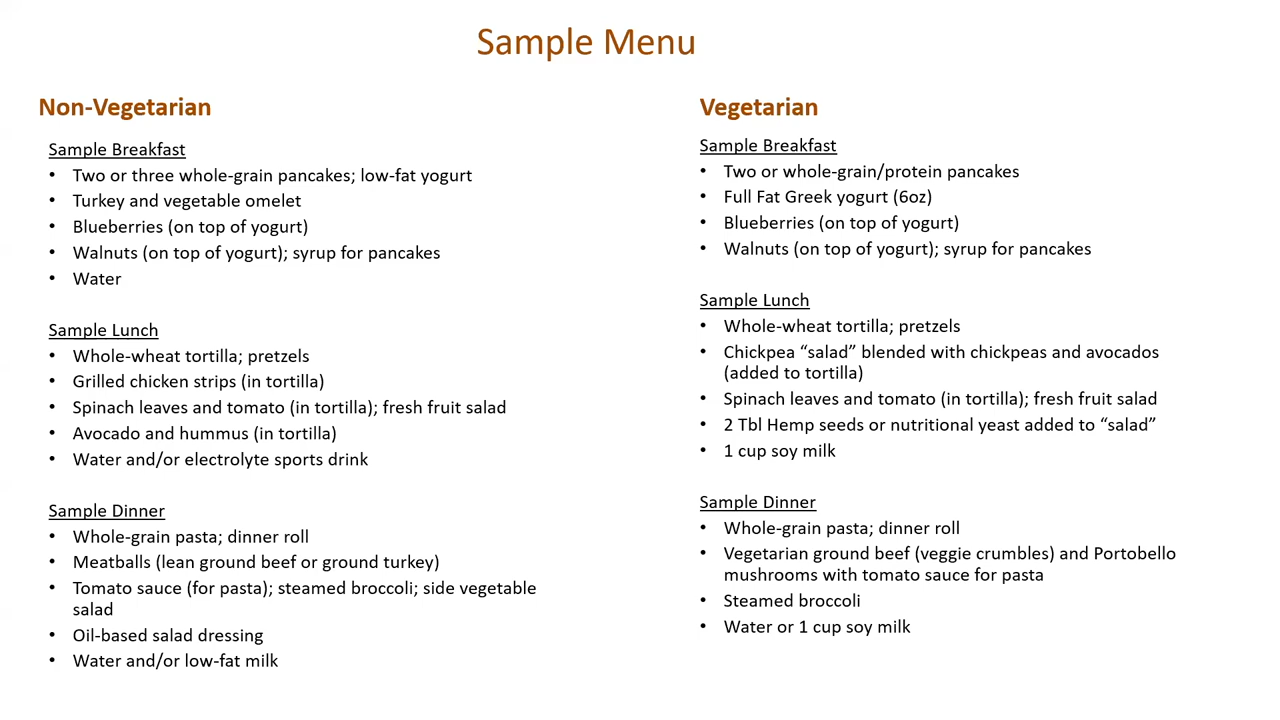 Sample Menu
Non-Vegetarian
Sample Breakfast
• Two or three whole-grain pancakes; low-fat yogurt
• Turkey and vegetable omelet
• Blueberries (on top of yogurt)
• Walnuts (on top of yogurt); syrup for pancakes
• Water
Sample Lunch
• Whole-wheat tortilla; pretzels
• Grilled chicken strips (in tortilla)
• Spinach leaves and tomato (in tortilla); fresh fruit salad
• Avocado and hummus (in tortilla)
• Water and/or electrolyte sports drink
Sample Dinner
• Whole-grain pasta; dinner roll
• Meatballs (lean ground beef or ground turkey)
• Tomato sauce (for pasta); steamed broccoli; side vegetable
salad
• Oil-based salad dressing
• Water and/or low-fat milk
Vegetarian
Sample Breakfast
• Two or whole-grain/protein pancakes
• Full Fat Greek yogurt (6oz)
• Blueberries (on top of yogurt)
• Walnuts (on top of yogurt); syrup for pancakes
Sample Lunch
• Whole-wheat tortilla; pretzels
• Chickpea “salad” blended with chickpeas and avocados
(added to tortilla)
• Spinach leaves and tomato (in tortilla); fresh fruit salad
• 2 Tbl Hemp seeds or nutritional yeast added to “salad”
• 1 cup soy milk
Sample Dinner
• Whole-grain pasta; dinner roll
• Vegetarian ground beef (veggie crumbles) and Portobello
mushrooms with tomato sauce for pasta
• Steamed broccoli
• Water or 1 cup soy milk